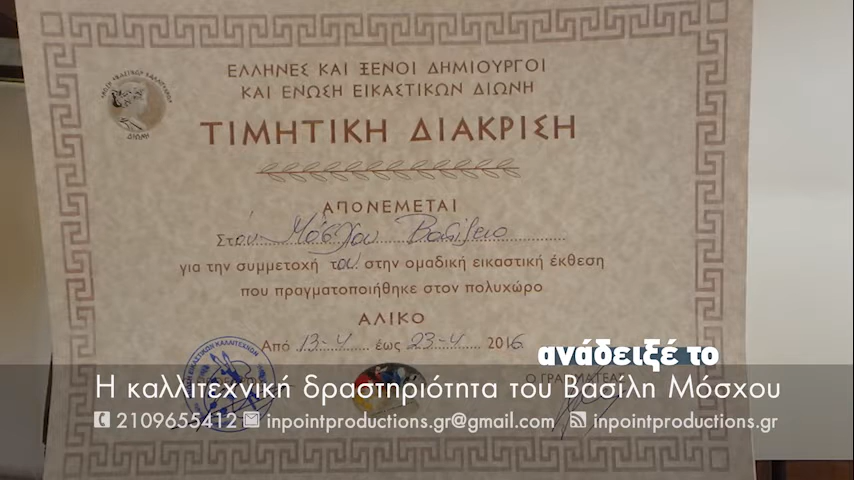 ΕΛΛΗΝΕΣ ΚΑΙ ΞΕΝΟΙ ΔΗΜΙΟΥΡΓΟΙ
ΚΑΙ ΕΝΩΣΗ ΕΙΚΑΣΤΙΚΩΝ ΔΙΩΝΗ
ΤΙΜΗΤΙΚΗ ΔΙΑΚΡΙΣΗ
ΑΠΟΝΕΜΕΤΑΙ
Στον Μόσχου Βασίλειο
για την συμμετοχή του στην ομαδική εικαστική έκθεση
που πραγματοποιήθηκε στον πολυχώρο
ΑΛΙΚΟ
Από 13-4 έως 23-4 2016
ανάδειξέ το
Ο ΓΡΑΜΜΑΤΕΑΣ
Η καλλιτεχνική δραστηριότητα του Βασίλη Μόσχου
2109655412 inpointproductions.gr@gmail.com inpointproductions.gr